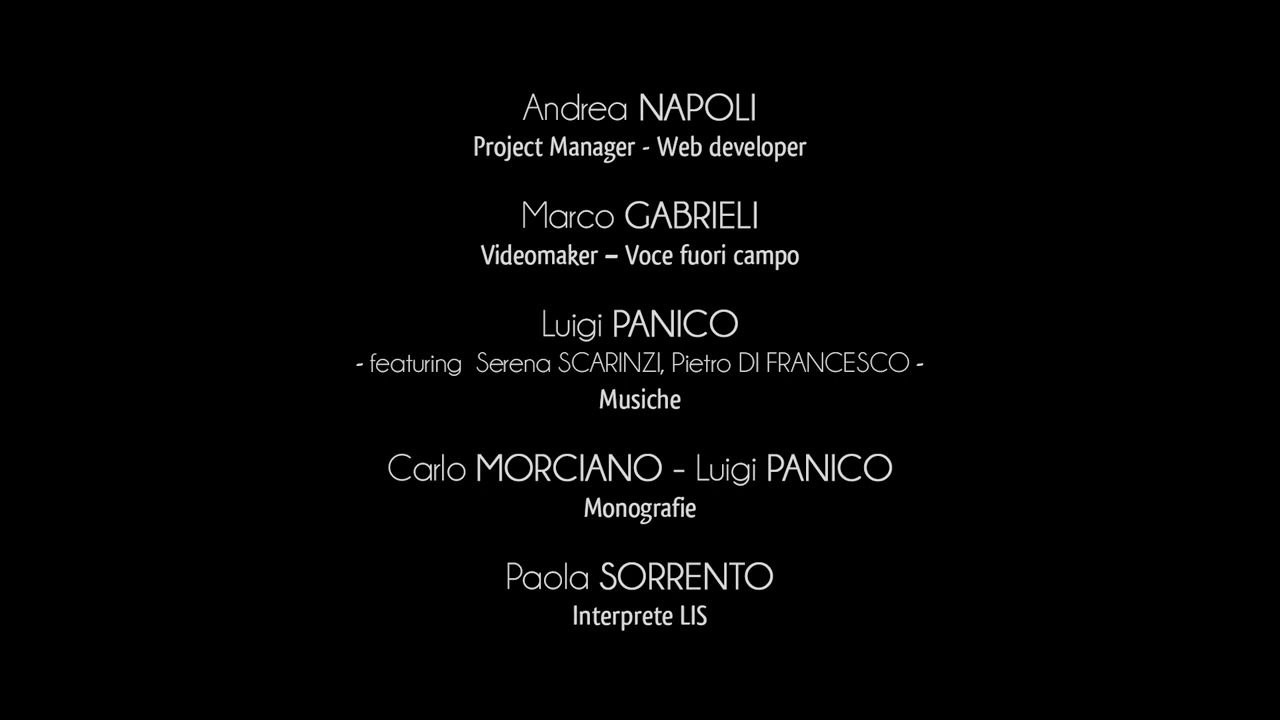 Andrea NAPOLI
Project Manager - Web developer
Marco GABRIELI
Videomaker – Voce fuori campo
Luigi PANICO
- featuring  Serena SCARINZI, Pietro DI FRANCESCO -
Musiche
Carlo MORCIANO - Luigi PANICO
Monografie
Paola SORRENTO
Interprete LIS